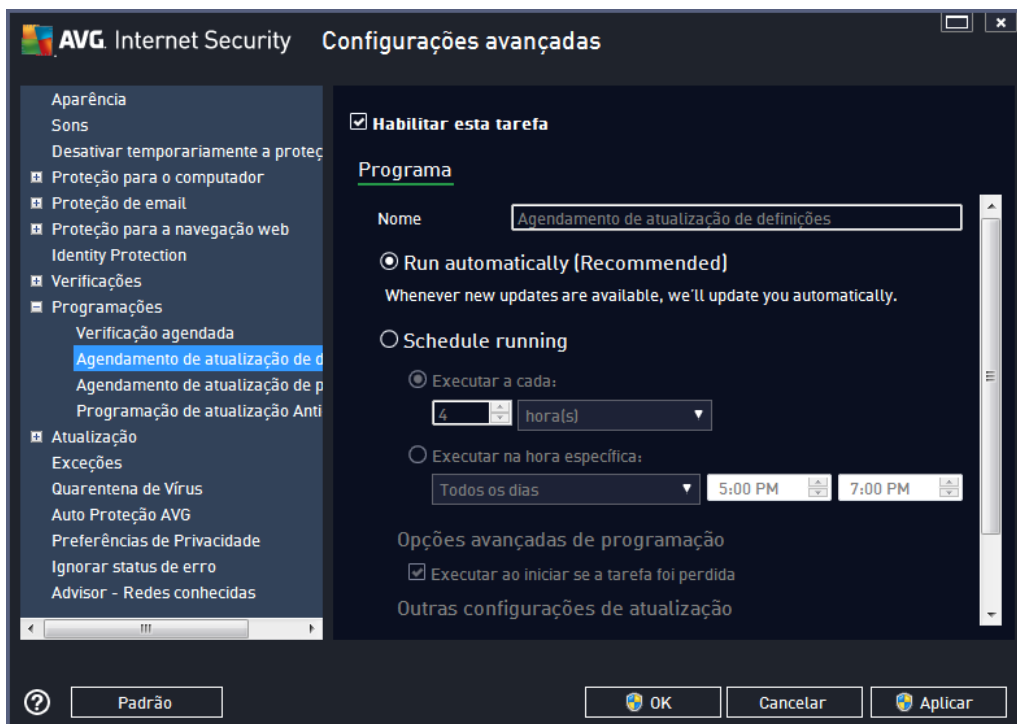 AVG. Internet Security Configurações avançadas
Aparência
Sons
Desativar temporariamente a proteç
Proteção para o computador
Proteção de email
Proteção para a navegação web
Identity Protection
Verificações
Programações
Verificação agendada
Agendamento de atualização de d
Agendamento de atualização de p
Programação de atualização Anti
Atualização
Exceções
Quarentena de Vírus
Auto Proteção AVG
Preferências de Privacidade
Ignorar status de erro
Advisor - Redes conhecidas
Habilitar esta tarefa
Programa
Nome Agendamento de atualização de definições
Run automatically (Recommended)
Whenever new updates are available, we'll update you automatically.
Schedule running
Executar a cada:
4 hora(s)
Executar na hora específica:
Todos os dias 5:00 PM 7:00 PM
Opções avançadas de programação
Executar ao iniciar se a tarefa foi perdida
Outras configurações de atualização
Padrão OK Cancelar Aplicar